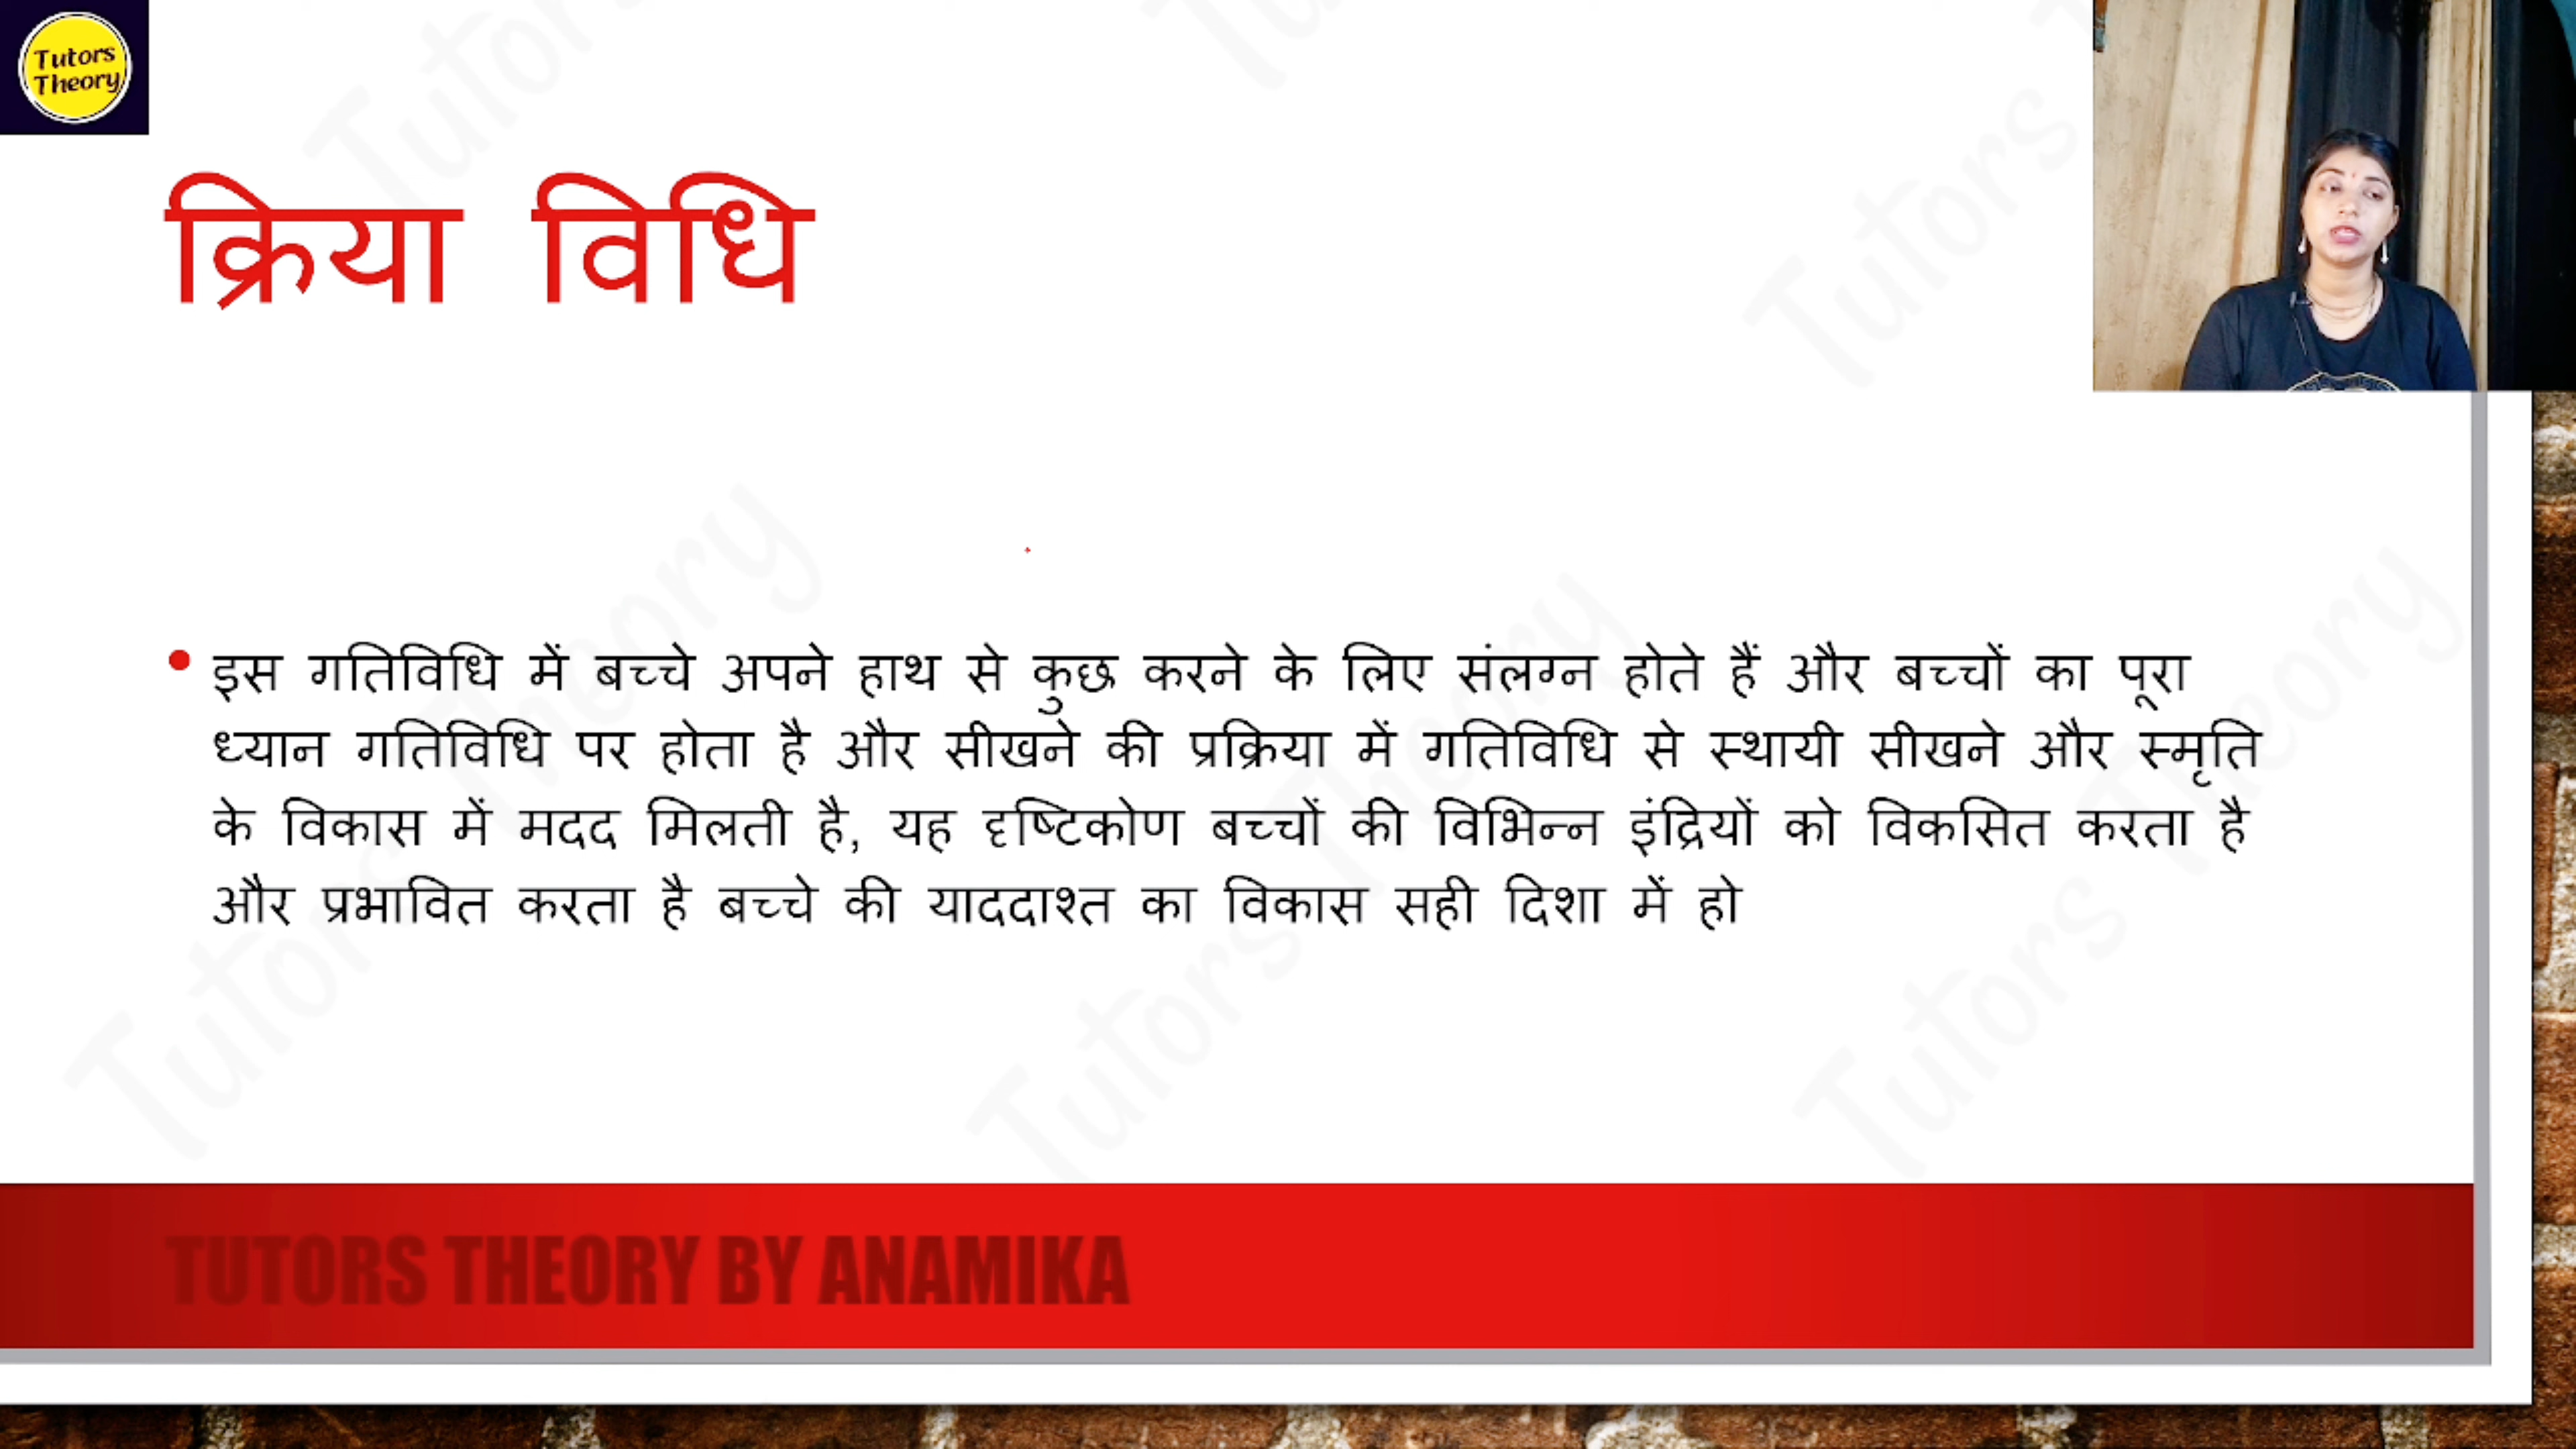 Tutors
Theory
क्रिया विधि
• इस गतिविधि में बच्चे अपने हाथ से कुछ करने के लिए संलग्न होते हैं और बच्चों का पूरा
ध्यान गतिविधि पर होता है और सीखने की प्रक्रिया में गतिविधि से स्थायी सीखने और स्मृति
के विकास में मदद मिलती है, यह दृष्टिकोण बच्चों की विभिन्न इंद्रियों को विकसित करता है
और प्रभावित करता है बच्चे की याददाश्त का विकास सही दिशा में हो
TUTORS THEORY BY ANAMIKA